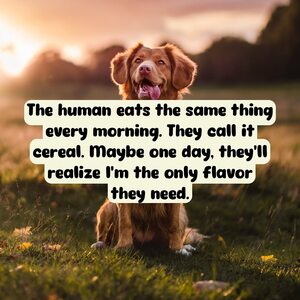 The human eats the same thing
every morning. They call it
cereal. Maybe one day, they'll
realize I'm the only flavor
they need.